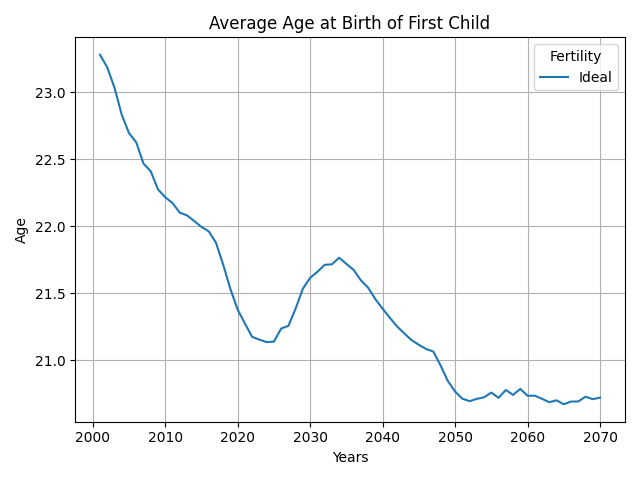 Average Age at Birth of First Child
Fertility
Ideal
23.0
22.5
22.0
21.5
21.0
Age
2000 2010 2020 2030 2040 2050 2060 2070
Years